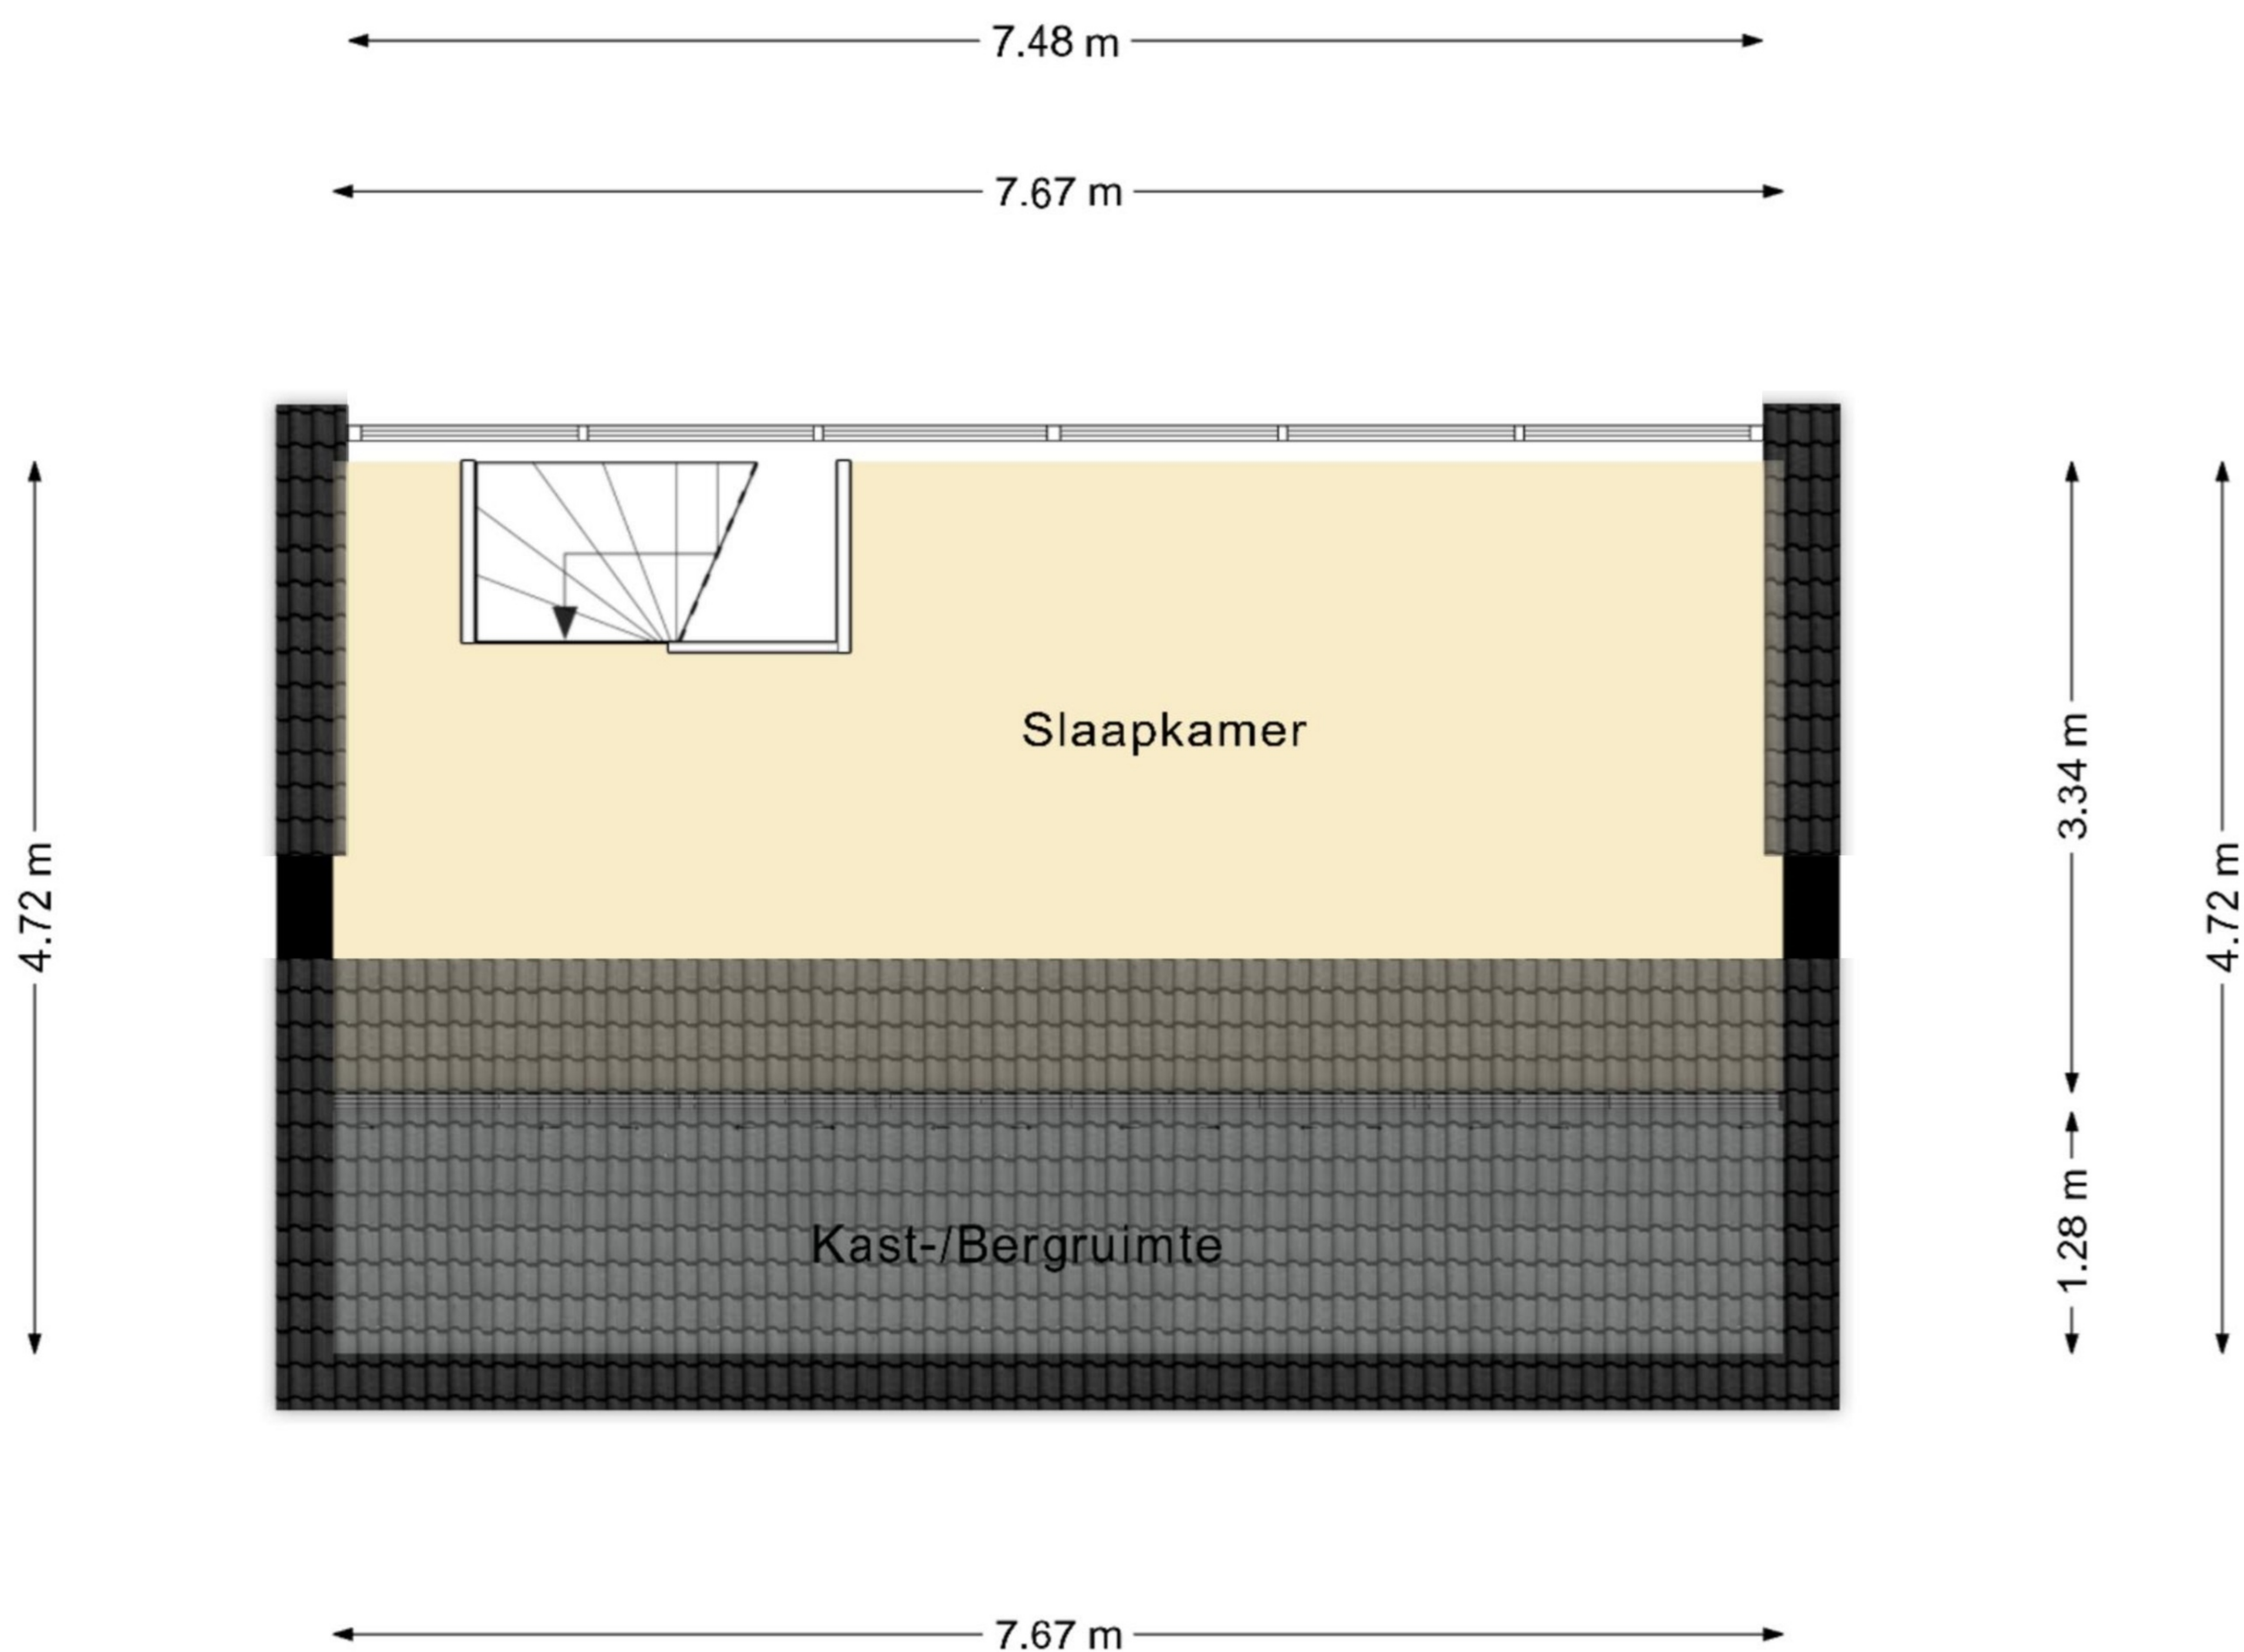 7.48 m
7.67 m
Slaapkamer
3.34 m
4.72 m
4.72 m
1.28 m
Kast-/Bergruimte
7.67 m